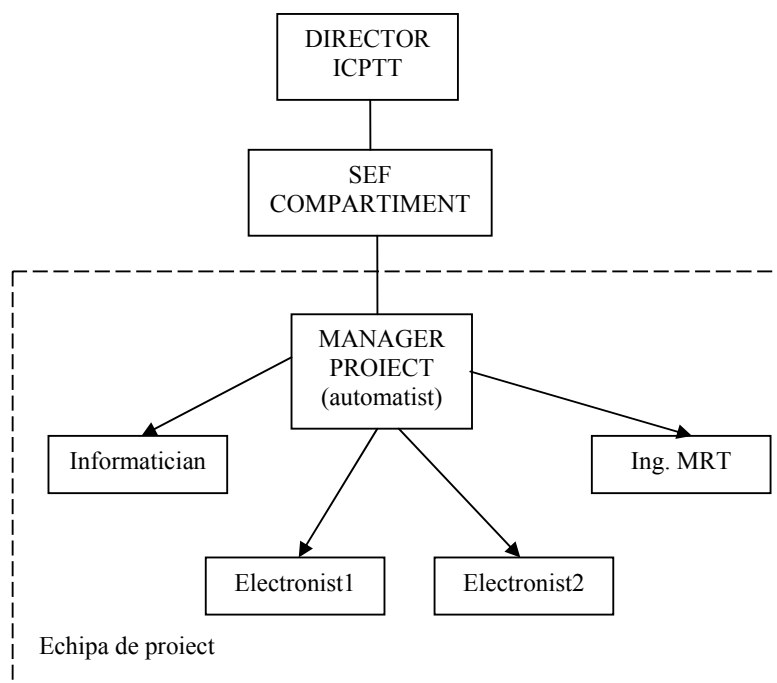 DIRECTOR
ICPTT
SEF
COMPARTIMENT
MANAGER
PROIECT
(automatist)
Informatician
Ing. MRT
Electronist1
Electronist2
Echipa de proiect